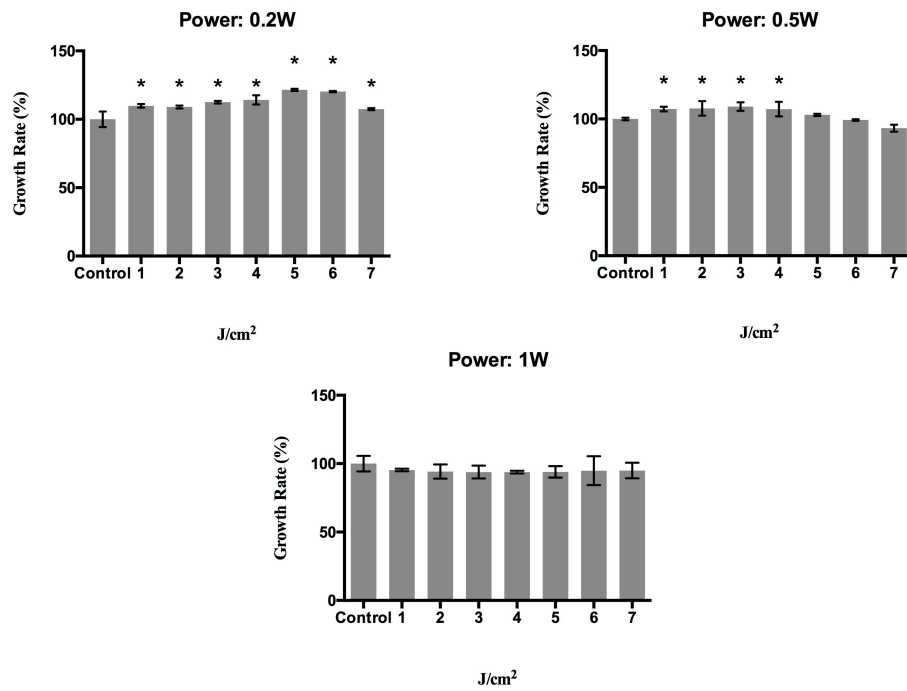 Power: 0.2W
150
100
50
0
Growth Rate (%)
* * * * * * *
Control 1 2 3 4 5 6 7
J/cm²
Power: 0.5W
150
100
50
0
Growth Rate (%)
* * * *
Control 1 2 3 4 5 6 7
J/cm²
Power: 1W
150
100
50
0
Growth Rate (%)
Control 1 2 3 4 5 6 7
J/cm²